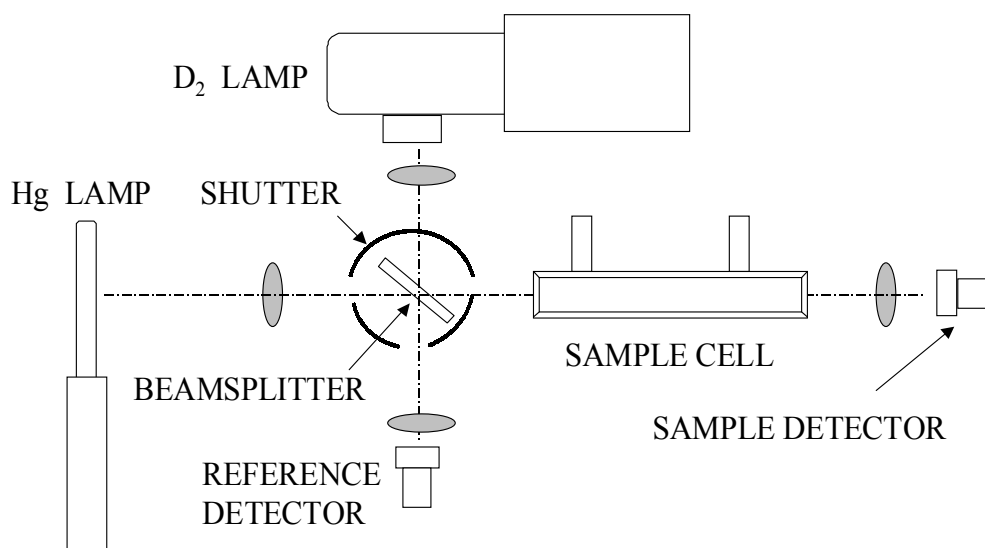 D₂ LAMP
Hg LAMP
SHUTTER
BEAMSPLITTER
SAMPLE CELL
SAMPLE DETECTOR
REFERENCE
DETECTOR